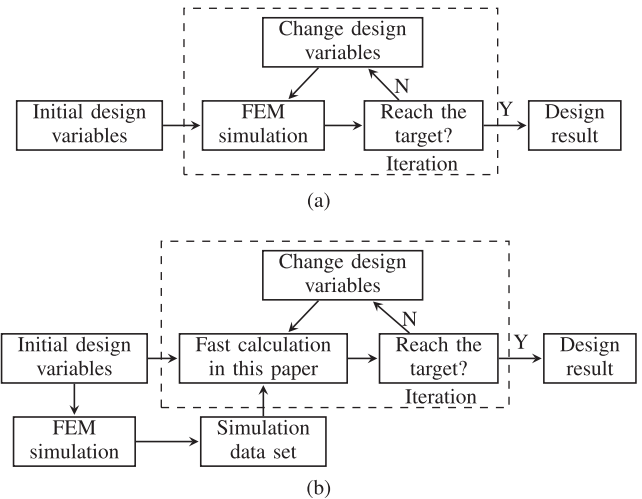 Change design
variables
N
Initial design
variables
FEM
simulation
Reach the
target?
Y
Design
result
Iteration
(a)
Change design
variables
N
Initial design
variables
Fast calculation
in this paper
Reach the
target?
Y
Design
result
Iteration
FEM
simulation
Simulation
data set
(b)